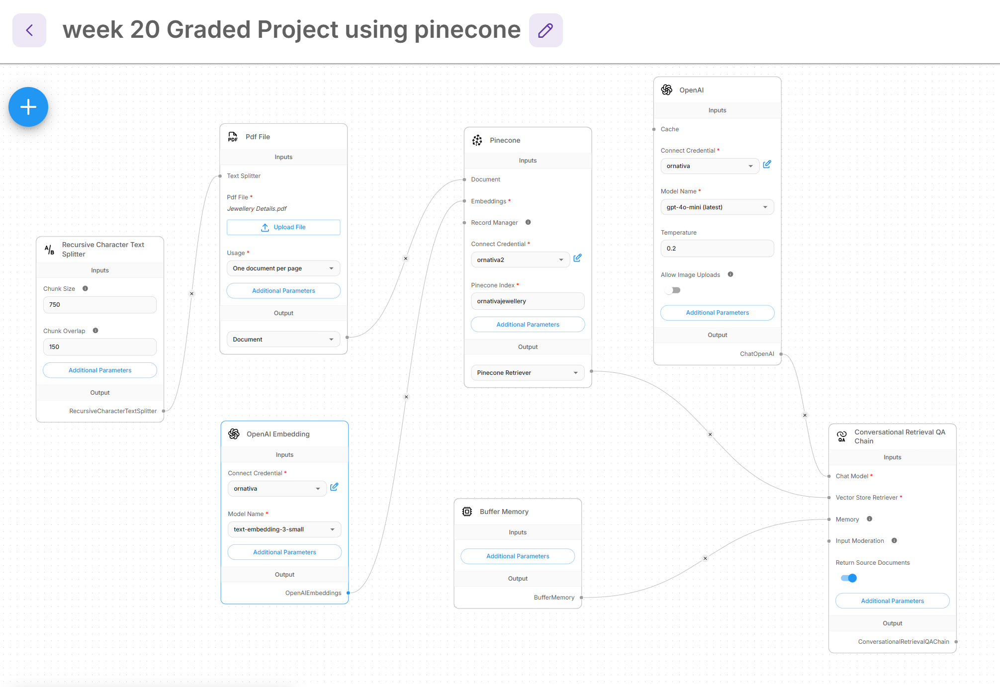 week 20 Graded Project using pinecone
Recursive Character Text
Splitter
Inputs
Chunk Size
750
Chunk Overlap
150
Additional Parameters
Output
RecursiveCharacterTextSplitter
PDF
Pdf File
Inputs
Text Splitter
Pdf File *
Jewellery Details.pdf
Upload File
Usage *
One document per page
Additional Parameters
Output
Document
OpenAI Embedding
Inputs
Connect Credential *
ornativa
Model Name *
text-embedding-3-small
Additional Parameters
Output
OpenAIEmbeddings
Pinecone
Inputs
Document
Embeddings *
Record Manager
Connect Credential *
ornativa2
Pinecone Index *
ornativajewellery
Additional Parameters
Output
Pinecone Retriever
Buffer Memory
Inputs
Additional Parameters
Output
BufferMemory
OpenAI
Inputs
Cache
Connect Credential *
ornativa
Model Name *
gpt-4o-mini (latest)
Temperature
0.2
Allow Image Uploads
Additional Parameters
Output
ChatOpenAI
QA
Conversational Retrieval QA
Chain
Inputs
Chat Model *
Vector Store Retriever *
Memory
Input Moderation
Return Source Documents
Additional Parameters
Output
ConversationalRetrievalQAChain